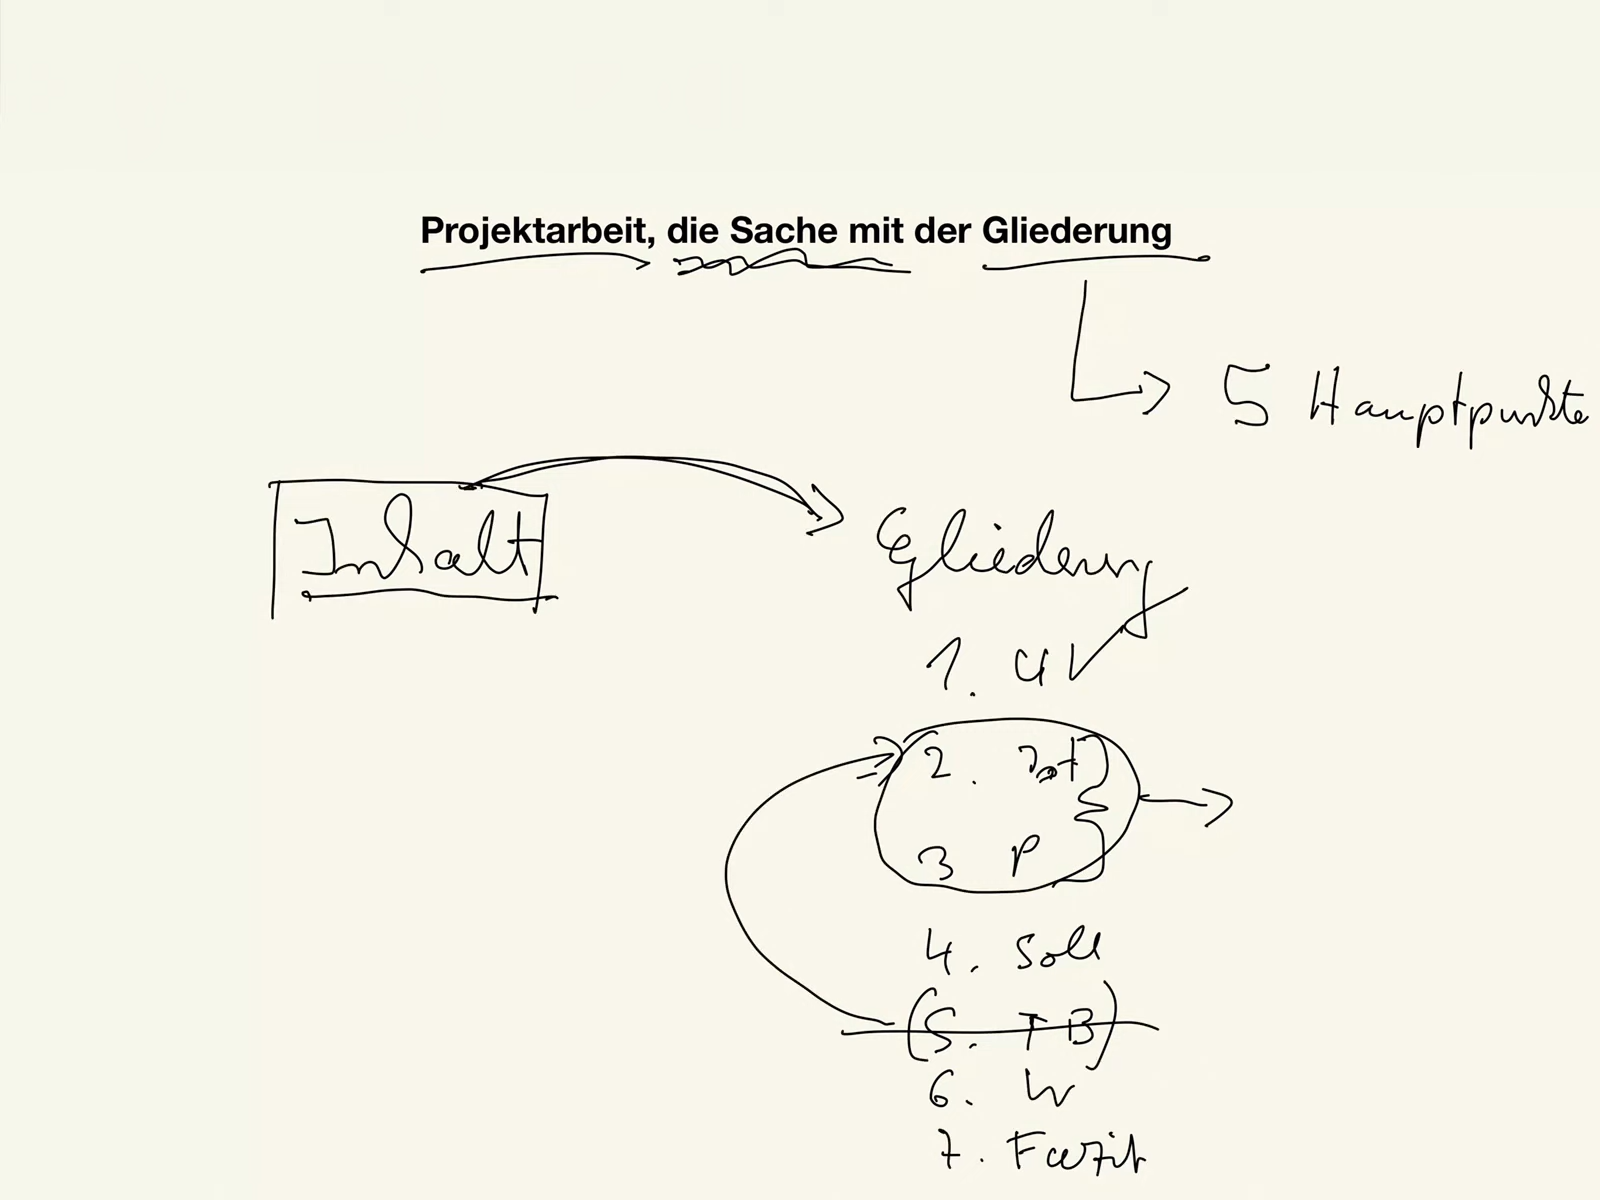 Projektarbeit, die Sache mit der Gliederung
5 Hauptpunkte
Inhalt
Gliederung
1. UV
2. Ist
3 P
4. Soll
(5. TB)
6. W
7. Fazit